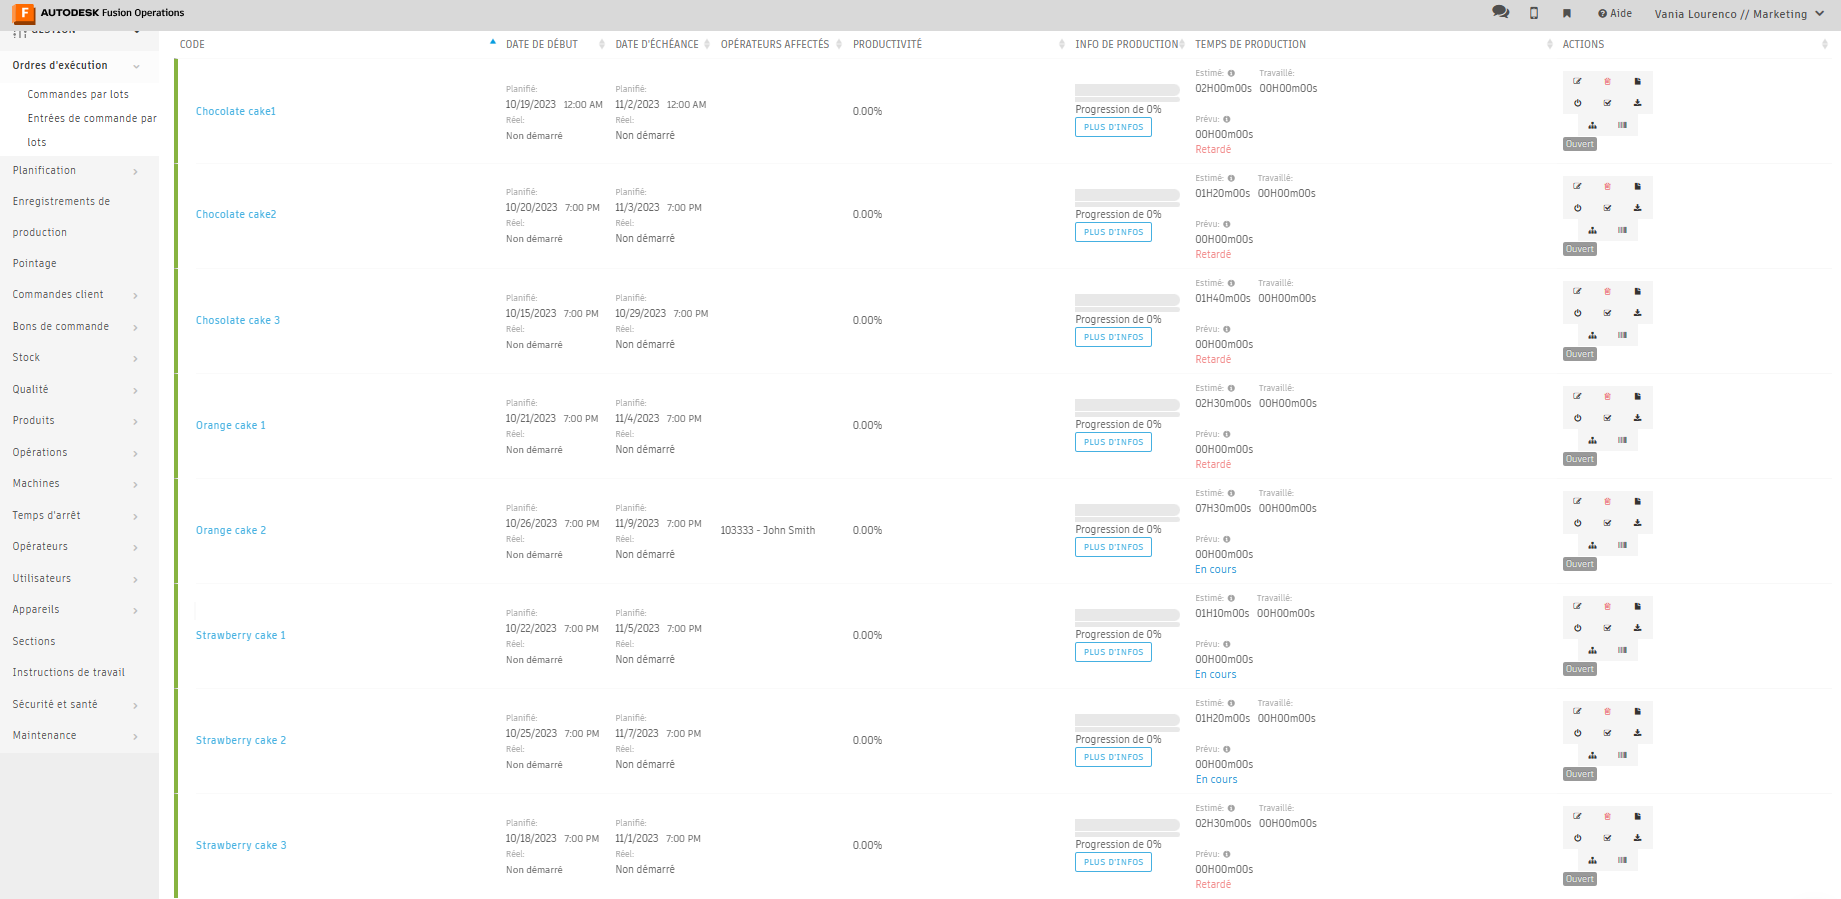 AUTODESK Fusion Operations
Aide
Vania Lourenco // Marketing
GESTION
Ordres d'exécution
Commandes par lots
Entrées de commande par
lots
Planification
Enregistrements de
production
Pointage
Commandes client
Bons de commande
Stock
Qualité
Produits
Opérations
Machines
Temps d'arrêt
Opérateurs
Utilisateurs
Appareils
Sections
Instructions de travail
Sécurité et santé
Maintenance
CODE DATE DE DÉBUT DATE D'ÉCHÉANCE OPÉRATEURS AFFECTÉS PRODUCTIVITÉ INFO DE PRODUCTION TEMPS DE PRODUCTION ACTIONS
Chocolate cake1
Planifié:
10/19/2023 12:00 AM
Réel:
Non démarré
Planifié:
11/2/2023 12:00 AM
Réel:
Non démarré
0.00%
Progression de 0%
PLUS D'INFOS
Estimé: Travaillé:
02H00m00s 00H00m00s
Prévu:
00H00m00s
Retardé
Ouvert
Chocolate cake2
Planifié:
10/20/2023 7:00 PM
Réel:
Non démarré
Planifié:
11/3/2023 7:00 PM
Réel:
Non démarré
0.00%
Progression de 0%
PLUS D'INFOS
Estimé: Travaillé:
01H20m00s 00H00m00s
Prévu:
00H00m00s
Retardé
Ouvert
Chosolate cake 3
Planifié:
10/15/2023 7:00 PM
Réel:
Non démarré
Planifié:
10/29/2023 7:00 PM
Réel:
Non démarré
0.00%
Progression de 0%
PLUS D'INFOS
Estimé: Travaillé:
01H40m00s 00H00m00s
Prévu:
00H00m00s
Retardé
Ouvert
Orange cake 1
Planifié:
10/21/2023 7:00 PM
Réel:
Non démarré
Planifié:
11/4/2023 7:00 PM
Réel:
Non démarré
0.00%
Progression de 0%
PLUS D'INFOS
Estimé: Travaillé:
02H30m00s 00H00m00s
Prévu:
00H00m00s
Retardé
Ouvert
Orange cake 2
Planifié:
10/26/2023 7:00 PM
Réel:
Non démarré
Planifié:
11/9/2023 7:00 PM
Réel:
Non démarré
103333 - John Smith
0.00%
Progression de 0%
PLUS D'INFOS
Estimé: Travaillé:
07H30m00s 00H00m00s
Prévu:
00H00m00s
En cours
Ouvert
Strawberry cake 1
Planifié:
10/22/2023 7:00 PM
Réel:
Non démarré
Planifié:
11/5/2023 7:00 PM
Réel:
Non démarré
0.00%
Progression de 0%
PLUS D'INFOS
Estimé: Travaillé:
01H10m00s 00H00m00s
Prévu:
00H00m00s
En cours
Ouvert
Strawberry cake 2
Planifié:
10/25/2023 7:00 PM
Réel:
Non démarré
Planifié:
11/7/2023 7:00 PM
Réel:
Non démarré
0.00%
Progression de 0%
PLUS D'INFOS
Estimé: Travaillé:
01H20m00s 00H00m00s
Prévu:
00H00m00s
En cours
Ouvert
Strawberry cake 3
Planifié:
10/18/2023 7:00 PM
Réel:
Non démarré
Planifié:
11/1/2023 7:00 PM
Réel:
Non démarré
0.00%
Progression de 0%
PLUS D'INFOS
Estimé: Travaillé:
02H30m00s 00H00m00s
Prévu:
00H00m00s
Retardé
Ouvert